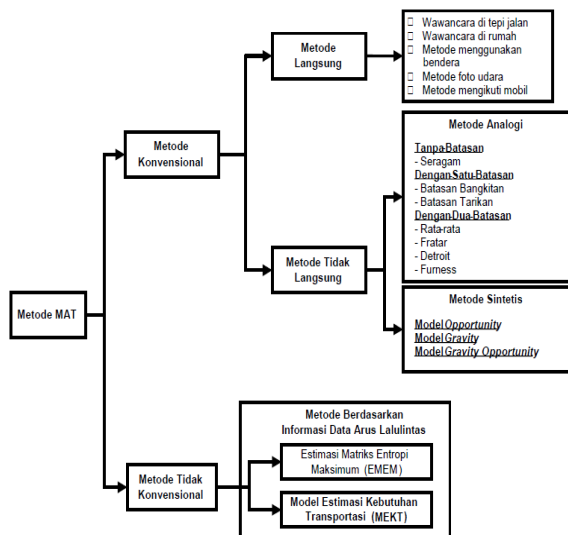 Metode MAT
Metode
Konvensional
Metode
Langsung
Wawancara di tepi jalan
Wawancara di rumah
Metode menggunakan
bendera
Metode foto udara
Metode mengikuti mobil
Metode Tidak
Langsung
Metode Analogi
Tanpa-Batasan
- Seragam
Dengan-Satu-Batasan
- Batasan Bangkitan
- Batasan Tarikan
Dengan-Dua-Batasan
- Rata-rata
- Fratar
- Detroit
- Furness
Metode Sintetis
Model Opportunity
Model Gravity
Model Gravity Opportunity
Metode Tidak
Konvensional
Metode Berdasarkan
Informasi Data Arus Lalulintas
Estimasi Matriks Entropi
Maksimum (EMEM)
Model Estimasi Kebutuhan
Transportasi (MEKT)